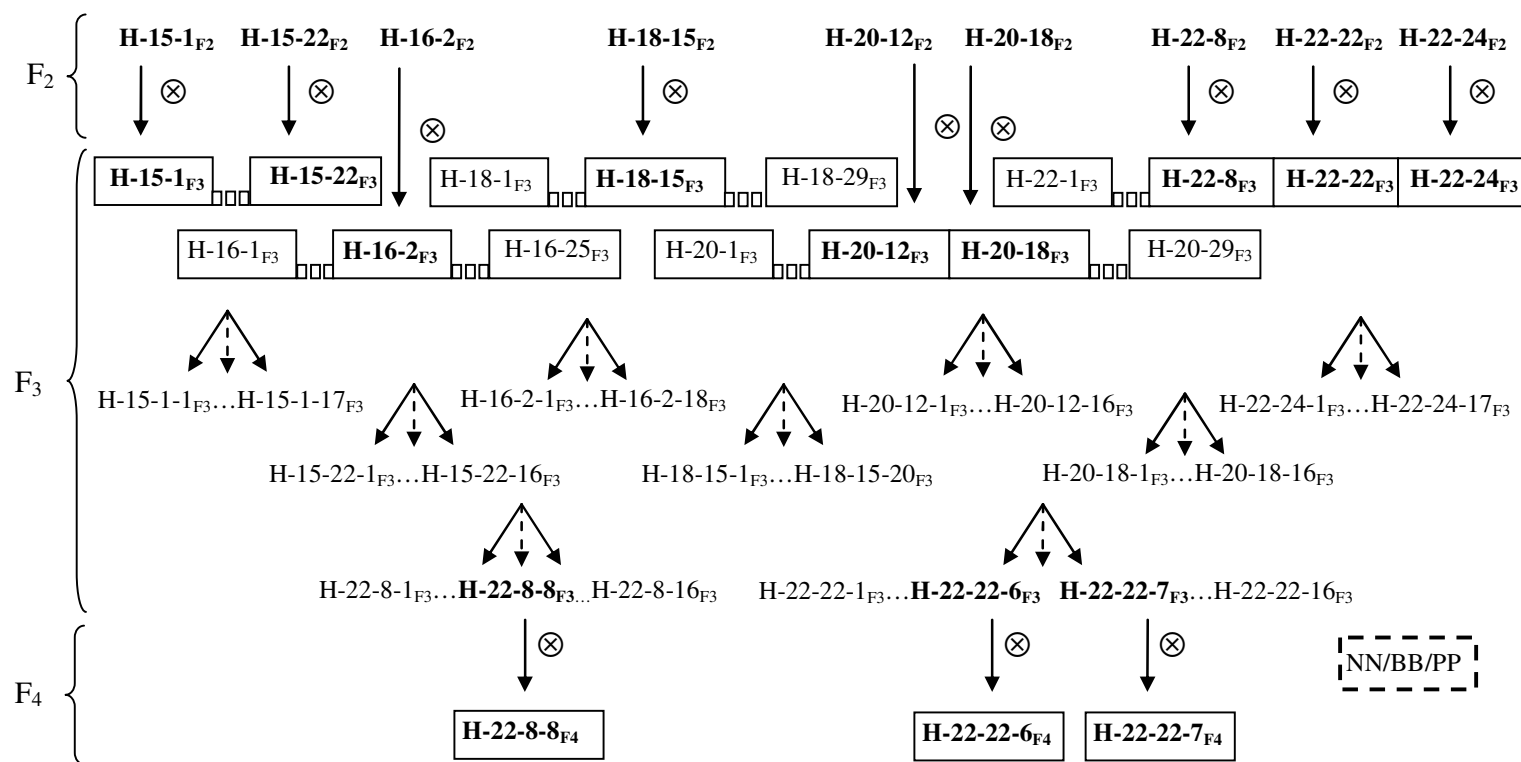 H-15-1F2 H-15-22F2 H-16-2F2 H-18-15F2 H-20-12F2 H-20-18F2 H-22-8F2 H-22-22F2 H-22-24F2
F2
⊗ ⊗ ⊗ ⊗ ⊗ ⊗ ⊗ ⊗ ⊗
H-15-1F3 H-15-22F3 H-18-1F3 H-18-15F3 H-18-29F3 H-22-1F3 H-22-8F3 H-22-22F3 H-22-24F3
H-16-1F3 H-16-2F3 H-16-25F3 H-20-1F3 H-20-12F3 H-20-18F3 H-20-29F3
F3
H-15-1-1F3…H-15-1-17F3 H-16-2-1F3…H-16-2-18F3 H-20-12-1F3…H-20-12-16F3 H-22-24-1F3…H-22-24-17F3
H-15-22-1F3…H-15-22-16F3 H-18-15-1F3…H-18-15-20F3 H-20-18-1F3…H-20-18-16F3
H-22-8-1F3…H-22-8-8F3…H-22-8-16F3 H-22-22-1F3…H-22-22-6F3 H-22-22-7F3…H-22-22-16F3
⊗ ⊗ ⊗
NN/BB/PP
F4
H-22-8-8F4 H-22-22-6F4 H-22-22-7F4